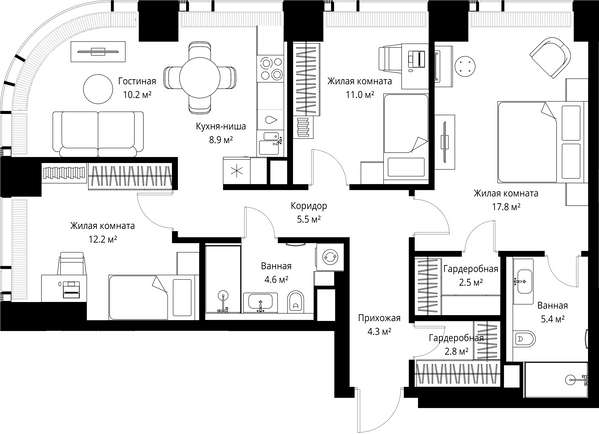 Гостиная
10.2 м²
Кухня-ниша
8.9 м²
Жилая комната
11.0 м²
Жилая комната
17.8 м²
Жилая комната
12.2 м²
Коридор
5.5 м²
Ванная
4.6 м²
Гардеробная
2.5 м²
Ванная
5.4 м²
Прихожая
4.3 м²
Гардеробная
2.8 м²